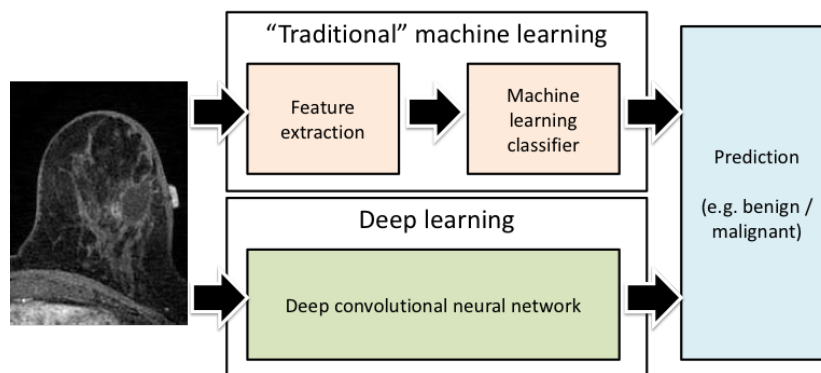 “Traditional” machine learning
Feature
extraction
Machine
learning
classifier
Prediction
(e.g. benign /
malignant)
Deep learning
Deep convolutional neural network